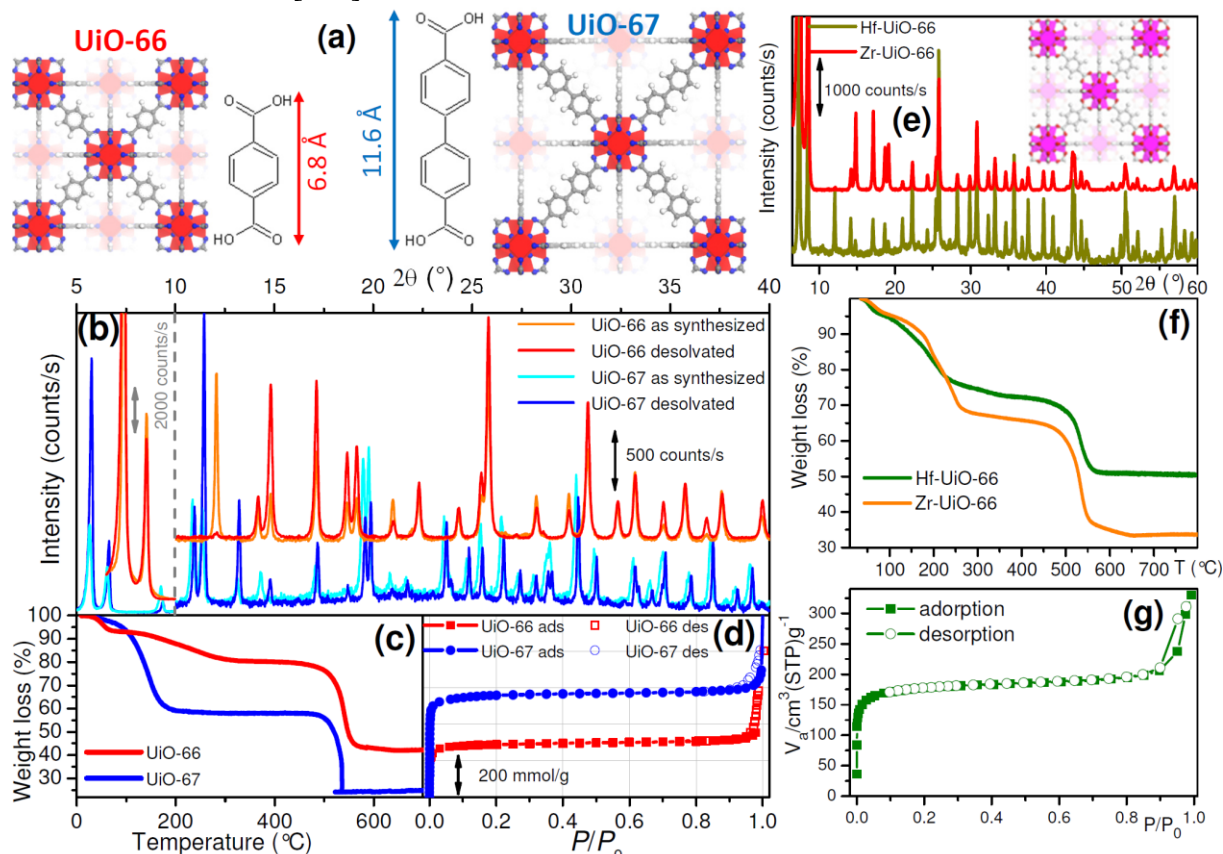 UiO-66
(a)
UiO-67
OH
O
6.8 Å
HO
O
11.6 Å
O
OH
HO
O
Hf-UiO-66
Zr-UiO-66
1000 counts/s
(e)
Intensity (counts/s)
10 20 30 40 50 2θ (°) 60
5 10 15 20 2θ (°) 25 30 35 40
(b)
2000 counts/s
UiO-66 as synthesized
UiO-66 desolvated
UiO-67 as synthesized
UiO-67 desolvated
500 counts/s
Intensity (counts/s)
(f)
100
90
80
70
60
50
40
30
Weight loss (%)
Hf-UiO-66
Zr-UiO-66
100 200 300 400 500 600 700 T (°C)
(c)
100
90
80
70
60
50
40
30
Weight loss (%)
UiO-66
UiO-67
0 200 400 600
Temperature (°C)
(d)
UiO-66 ads
UiO-66 des
UiO-67 ads
UiO-67 des
200 mmol/g
0.0 0.2 0.4 0.6 0.8 1.0
P/P0
(g)
adorption
desorption
300
250
200
150
100
50
0
Va/cm3(STP)g-1
0.0 0.2 0.4 0.6 0.8 1.0
P/P0